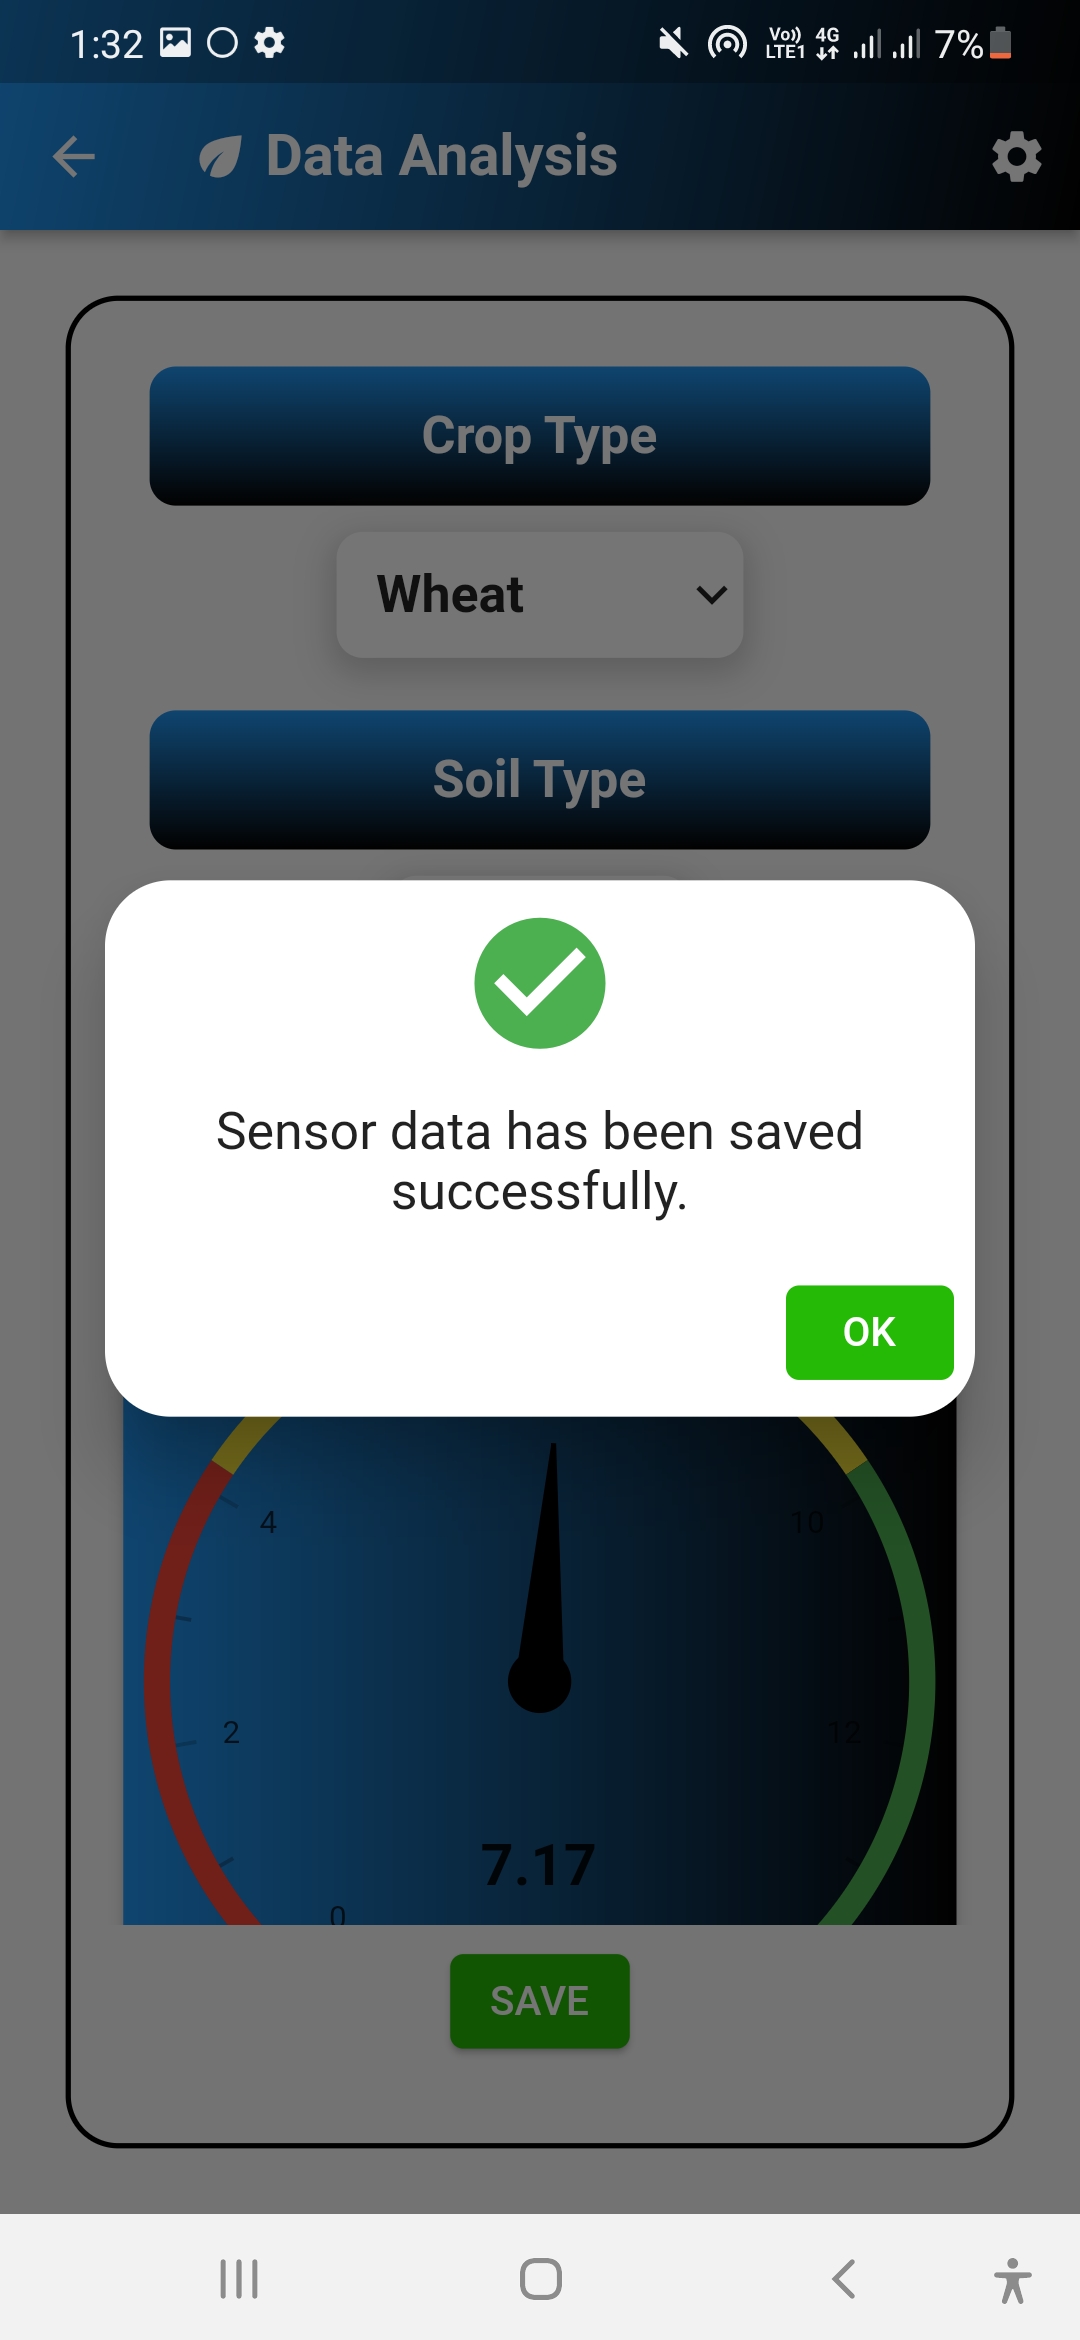 1:32 Vo)) LTE1 4G 7%
Data Analysis
Crop Type
Wheat
Soil Type
Sensor data has been saved
successfully.
OK
4 10
2 12
7.17
0
SAVE